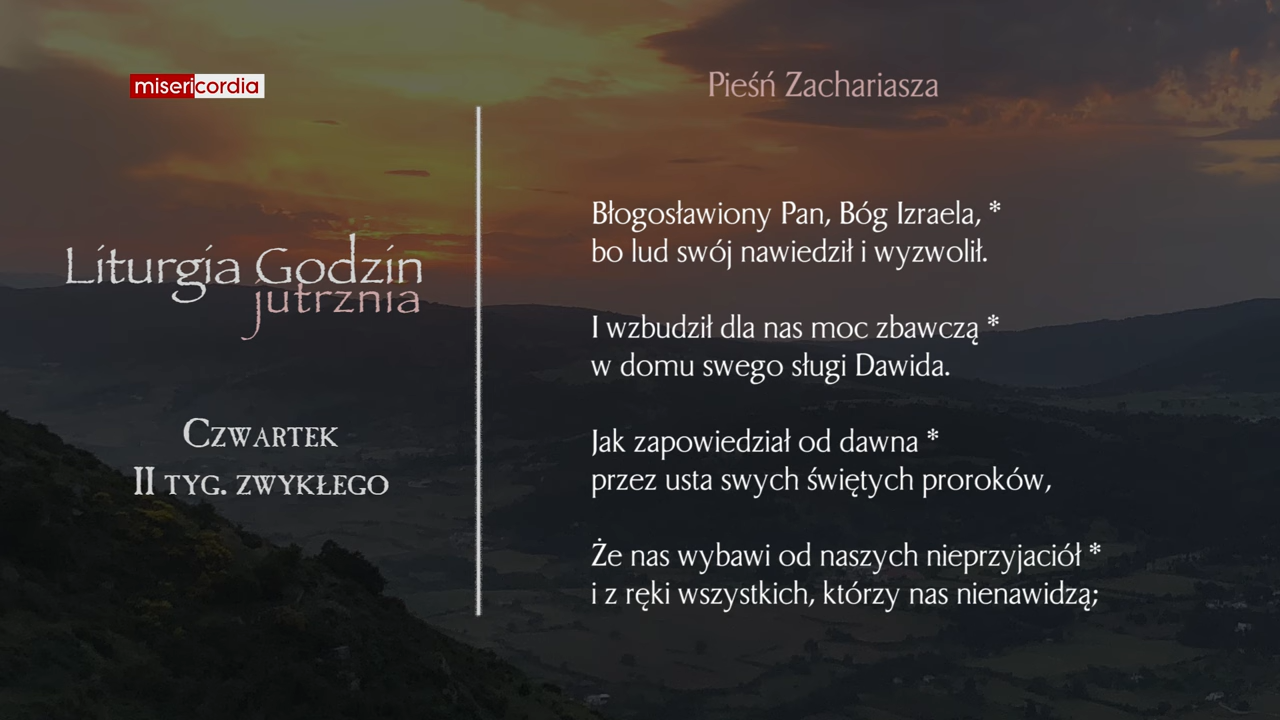 misericordia
Liturgia Godzin
jutrznia
Czwartek
II tyg. zwykłego
Pieśń Zachariasza
Błogosławiony Pan, Bóg Izraela, *
bo lud swój nawiedził i wyzwolił.
I wzbudził dla nas moc zbawczą *
w domu swego sługi Dawida.
Jak zapowiedział od dawna *
przez usta swych świętych proroków,
Że nas wybawi od naszych nieprzyjaciół *
i z ręki wszystkich, którzy nas nienawidzą;